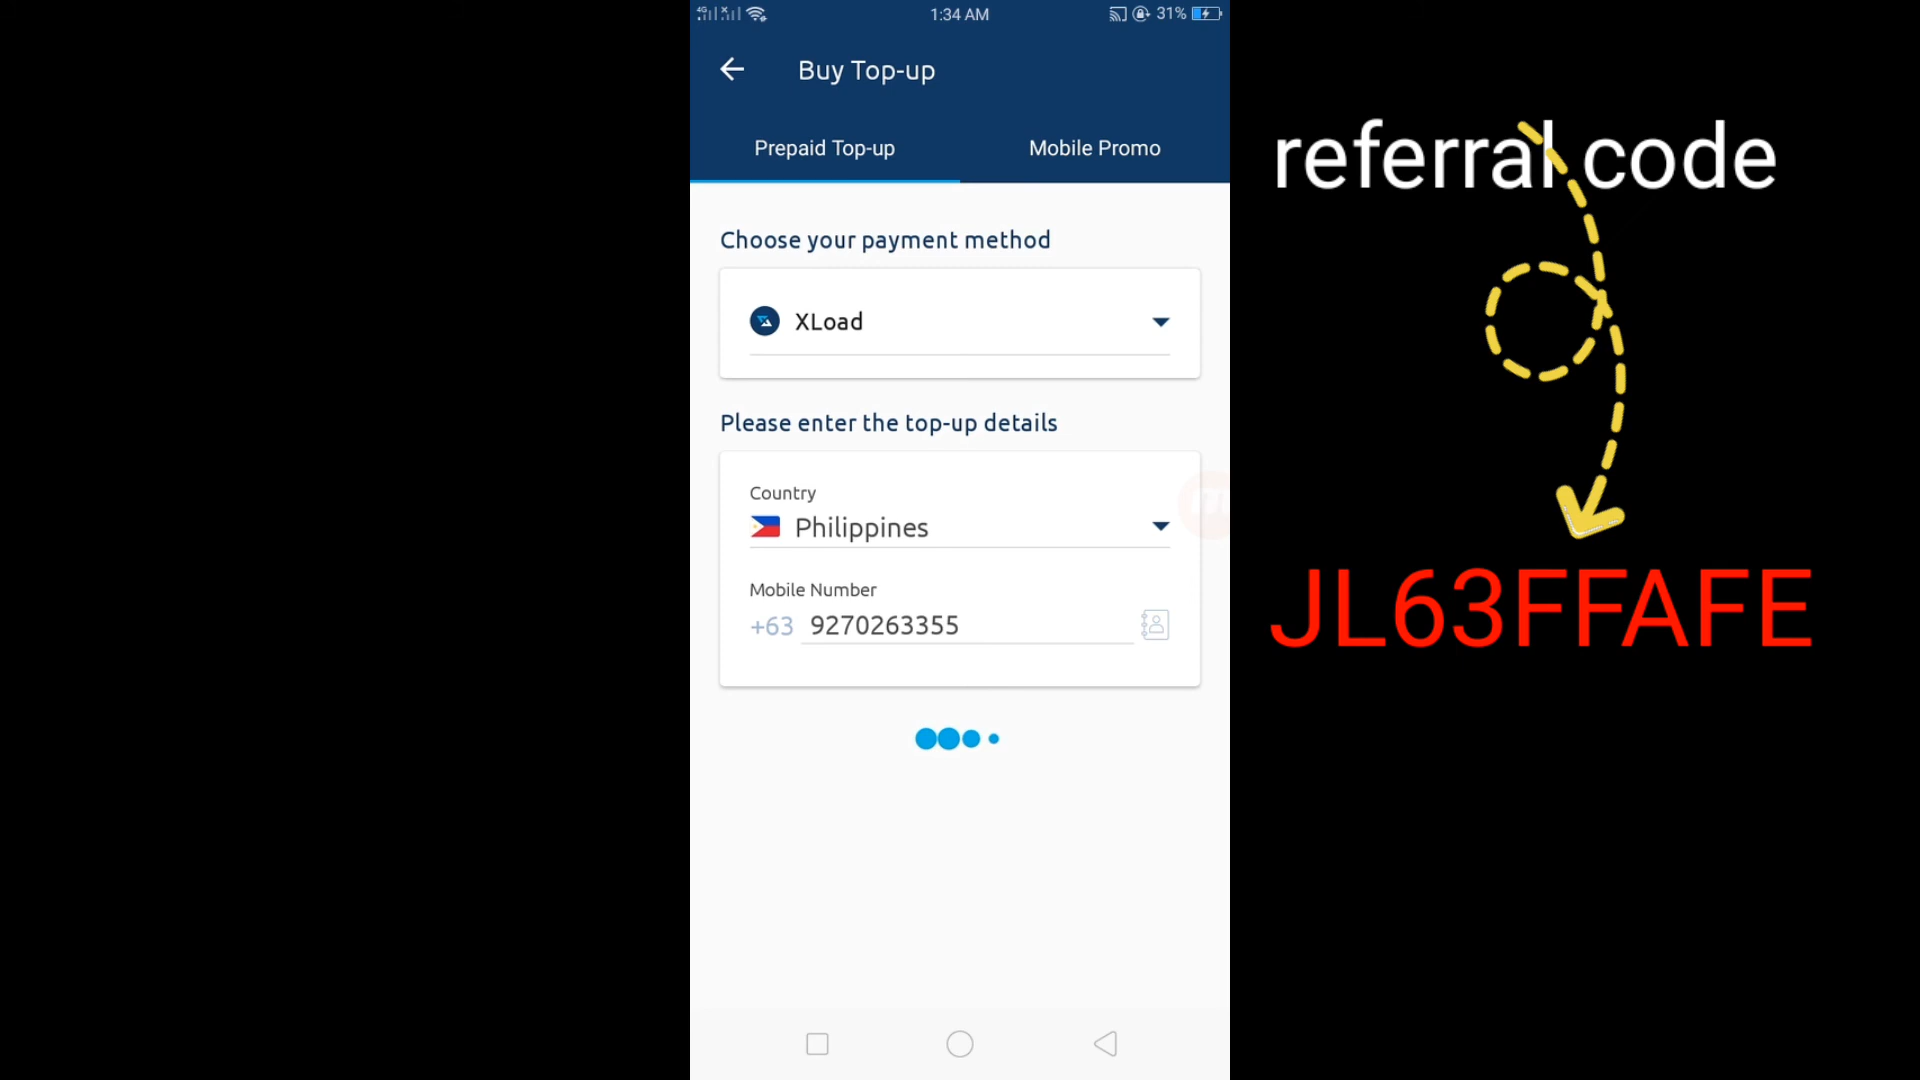 4G
1:34 AM
31%
Buy Top-up
Prepaid Top-up
Mobile Promo
Choose your payment method
XLoad
Please enter the top-up details
Country
Philippines
Mobile Number
+63 9270263355
referral code
JL63FFAFE